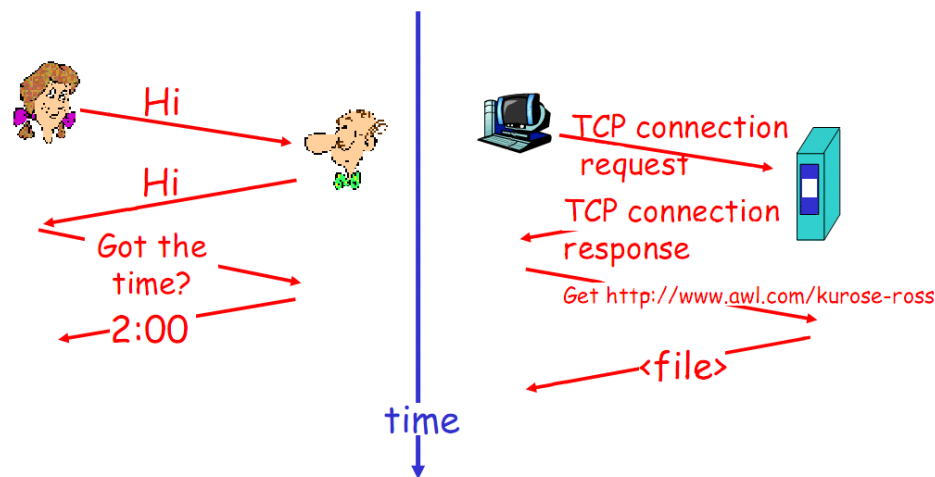 Hi
Hi
Got the
time?
2:00
time
TCP connection
request
TCP connection
response
Get http://www.awl.com/kurose-ross
<file>